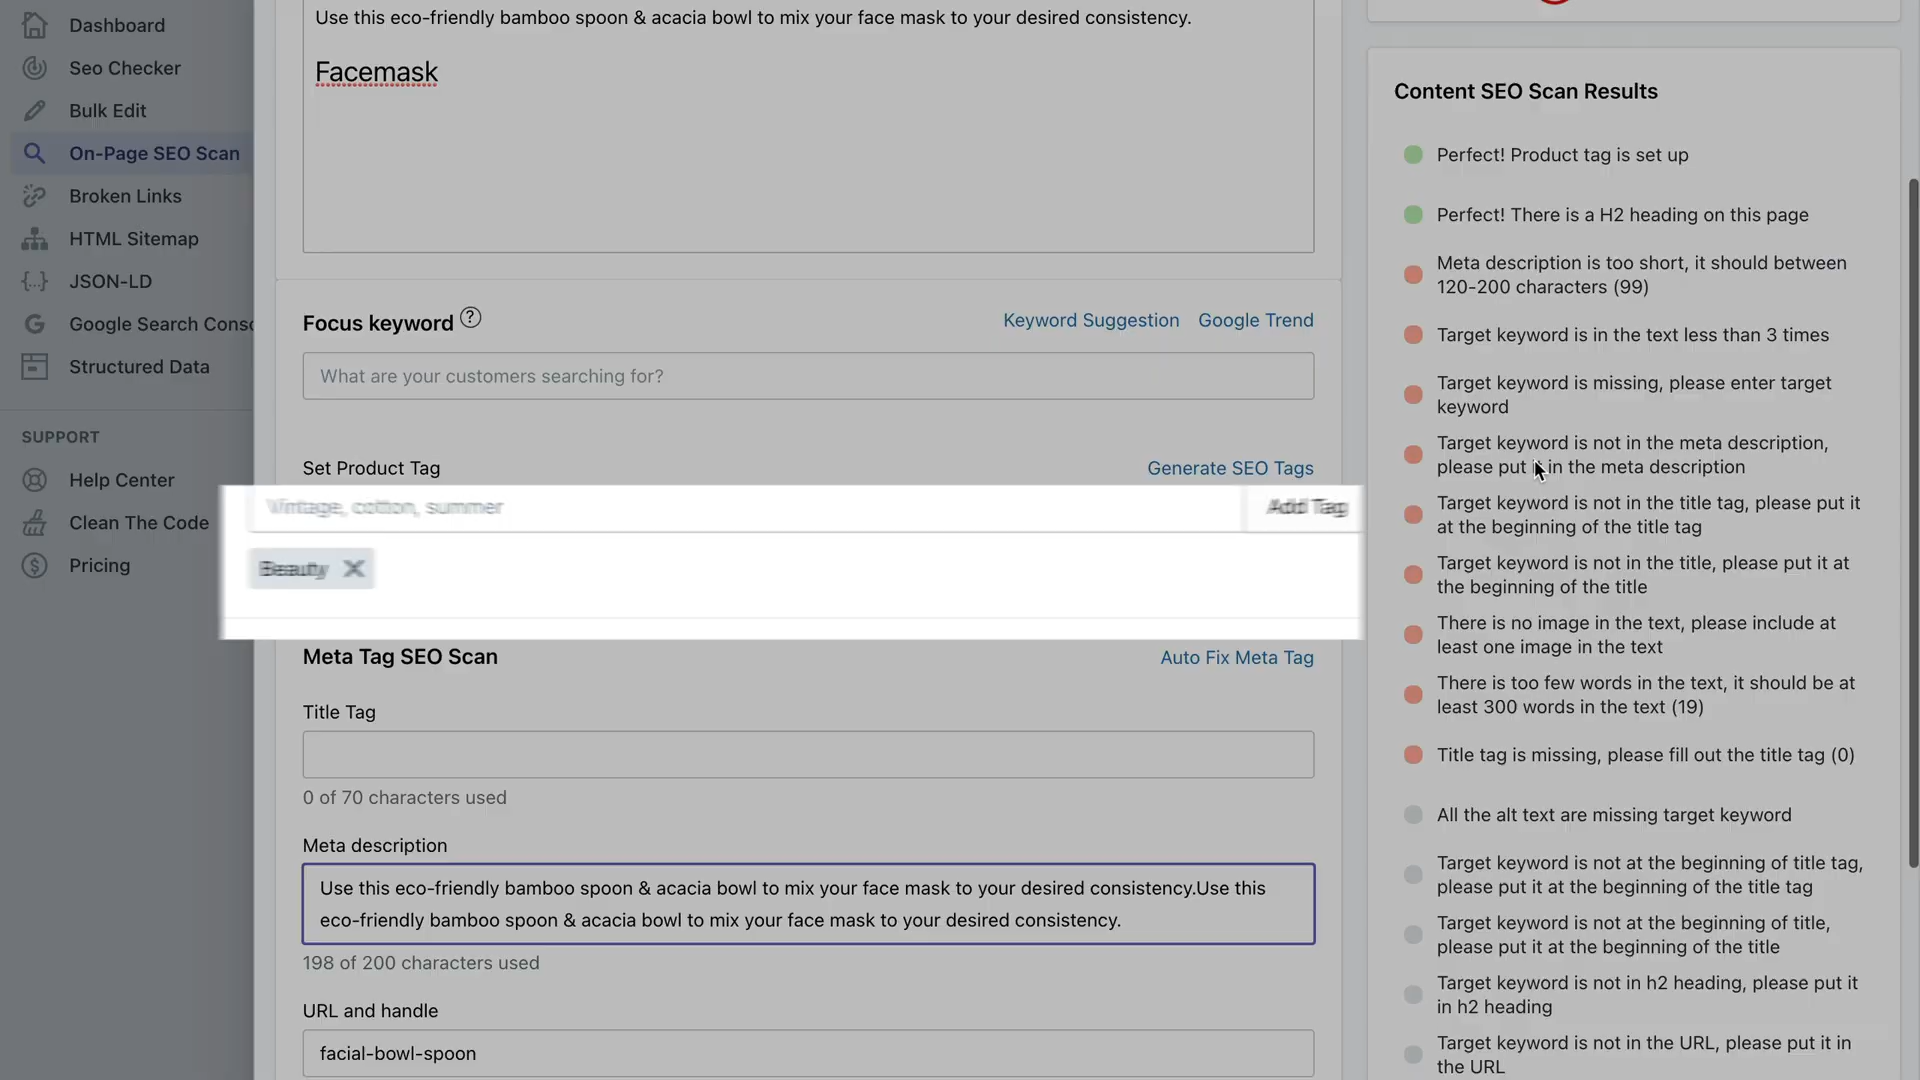 Dashboard
Seo Checker
Bulk Edit
On-Page SEO Scan
Broken Links
HTML Sitemap
JSON-LD
Google Search Conso
Structured Data
SUPPORT
Help Center
Clean The Code
Pricing
Use this eco-friendly bamboo spoon & acacia bowl to mix your face mask to your desired consistency.
Facemask
Focus keyword ?
Keyword Suggestion Google Trend
What are your customers searching for?
Set Product Tag
Generate SEO Tags
Vintage, cotton, summer
Add Tag
Beauty
Meta Tag SEO Scan
Auto Fix Meta Tag
Title Tag
0 of 70 characters used
Meta description
Use this eco-friendly bamboo spoon & acacia bowl to mix your face mask to your desired consistency.Use this
eco-friendly bamboo spoon & acacia bowl to mix your face mask to your desired consistency.
198 of 200 characters used
URL and handle
facial-bowl-spoon
Content SEO Scan Results
Perfect! Product tag is set up
Perfect! There is a H2 heading on this page
Meta description is too short, it should between
120-200 characters (99)
Target keyword is in the text less than 3 times
Target keyword is missing, please enter target
keyword
Target keyword is not in the meta description,
please put it in the meta description
Target keyword is not in the title tag, please put it
at the beginning of the title tag
Target keyword is not in the title, please put it at
the beginning of the title
There is no image in the text, please include at
least one image in the text
There is too few words in the text, it should be at
least 300 words in the text (19)
Title tag is missing, please fill out the title tag (0)
All the alt text are missing target keyword
Target keyword is not at the beginning of title tag,
please put it at the beginning of the title tag
Target keyword is not at the beginning of title,
please put it at the beginning of the title
Target keyword is not in h2 heading, please put it
in h2 heading
Target keyword is not in the URL, please put it in
the URL